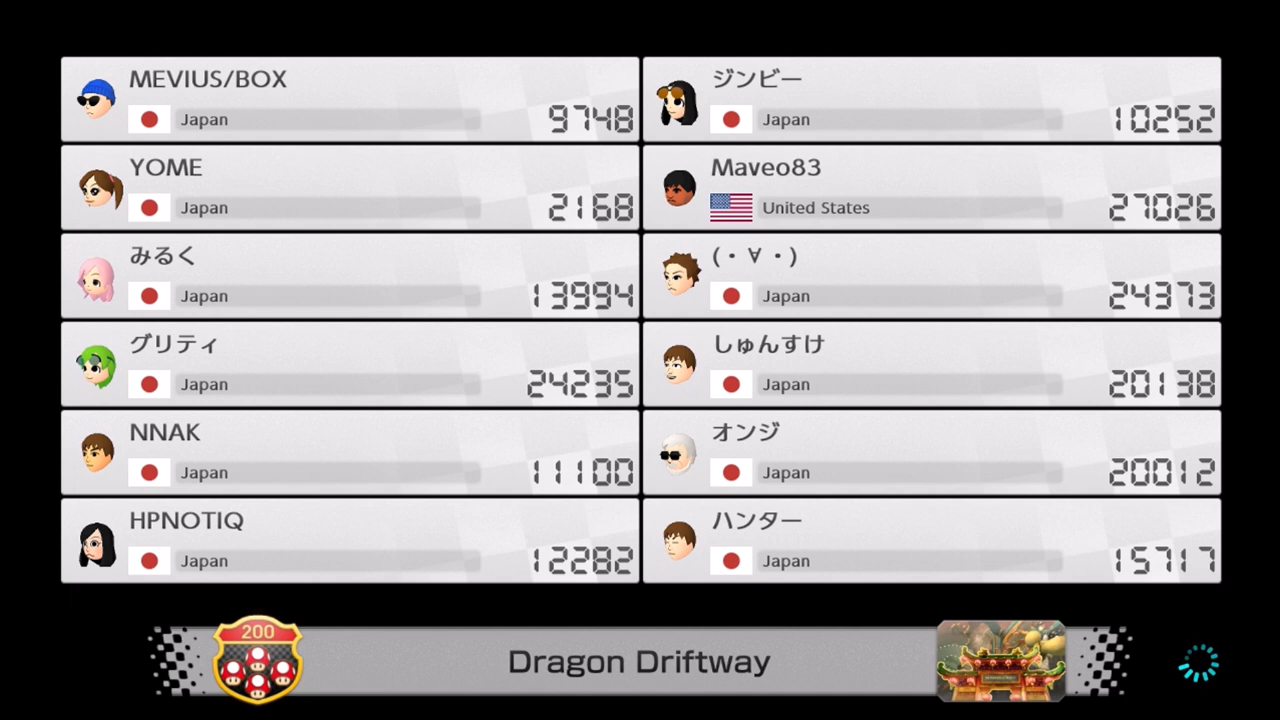 MEVIUS/BOX
Japan 9748
YOME
Japan 2168
みるく
Japan 13994
グリティ
Japan 24235
NNAK
Japan 11100
HPNOTIQ
Japan 12282
ジンビー
Japan 10252
Maveo83
United States 27026
(・∀・)
Japan 24373
しゅんすけ
Japan 20138
オンジ
Japan 20012
ハンター
Japan 15717
200 Dragon Driftway